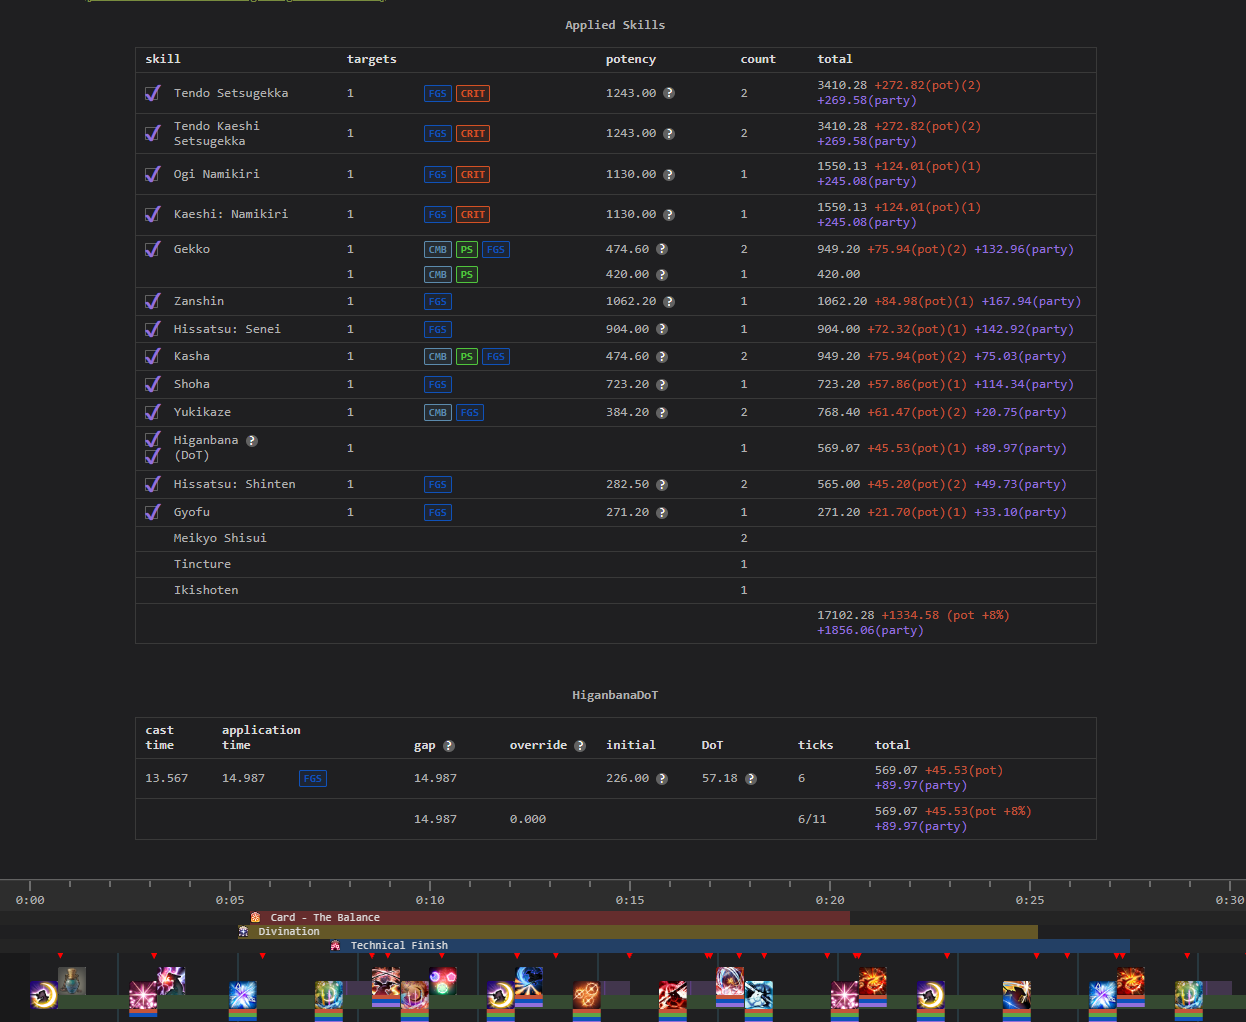 Applied Skills
skill targets potency count total
Tendo Setsugekka 1 FGS CRIT 1243.00 ? 2 3410.28 +272.82(pot)(2)
+269.58(party)
Tendo Kaeshi
Setsugekka 1 FGS CRIT 1243.00 ? 2 3410.28 +272.82(pot)(2)
+269.58(party)
Ogi Namikiri 1 FGS CRIT 1130.00 ? 1 1550.13 +124.01(pot)(1)
+245.08(party)
Kaeshi: Namikiri 1 FGS CRIT 1130.00 ? 1 1550.13 +124.01(pot)(1)
+245.08(party)
Gekko 1 CMB PS FGS 474.60 ? 2 949.20 +75.94(pot)(2) +132.96(party)
1 CMB PS 420.00 ? 1 420.00
Zanshin 1 FGS 1062.20 ? 1 1062.20 +84.98(pot)(1) +167.94(party)
Hissatsu: Senei 1 FGS 904.00 ? 1 904.00 +72.32(pot)(1) +142.92(party)
Kasha 1 CMB PS FGS 474.60 ? 2 949.20 +75.94(pot)(2) +75.03(party)
Shoha 1 FGS 723.20 ? 1 723.20 +57.86(pot)(1) +114.34(party)
Yukikaze 1 CMB FGS 384.20 ? 2 768.40 +61.47(pot)(2) +20.75(party)
Higanbana ?
(DoT) 1 1 569.07 +45.53(pot)(1) +89.97(party)
Hissatsu: Shinten 1 FGS 282.50 ? 2 565.00 +45.20(pot)(2) +49.73(party)
Gyofu 1 FGS 271.20 ? 1 271.20 +21.70(pot)(1) +33.10(party)
Meikyo Shisui 2
Tincture 1
Ikishoten 1
17102.28 +1334.58 (pot +8%)
+1856.06(party)
HiganbanaDoT
cast
time application
time gap ? override ? initial DoT ticks total
13.567 14.987 FGS 14.987 226.00 ? 57.18 ? 6 569.07 +45.53(pot)
+89.97(party)
14.987 0.000 6/11 569.07 +45.53(pot +8%)
+89.97(party)
0:00 0:05 0:10 0:15 0:20 0:25 0:30
Card - The Balance
Divination
Technical Finish